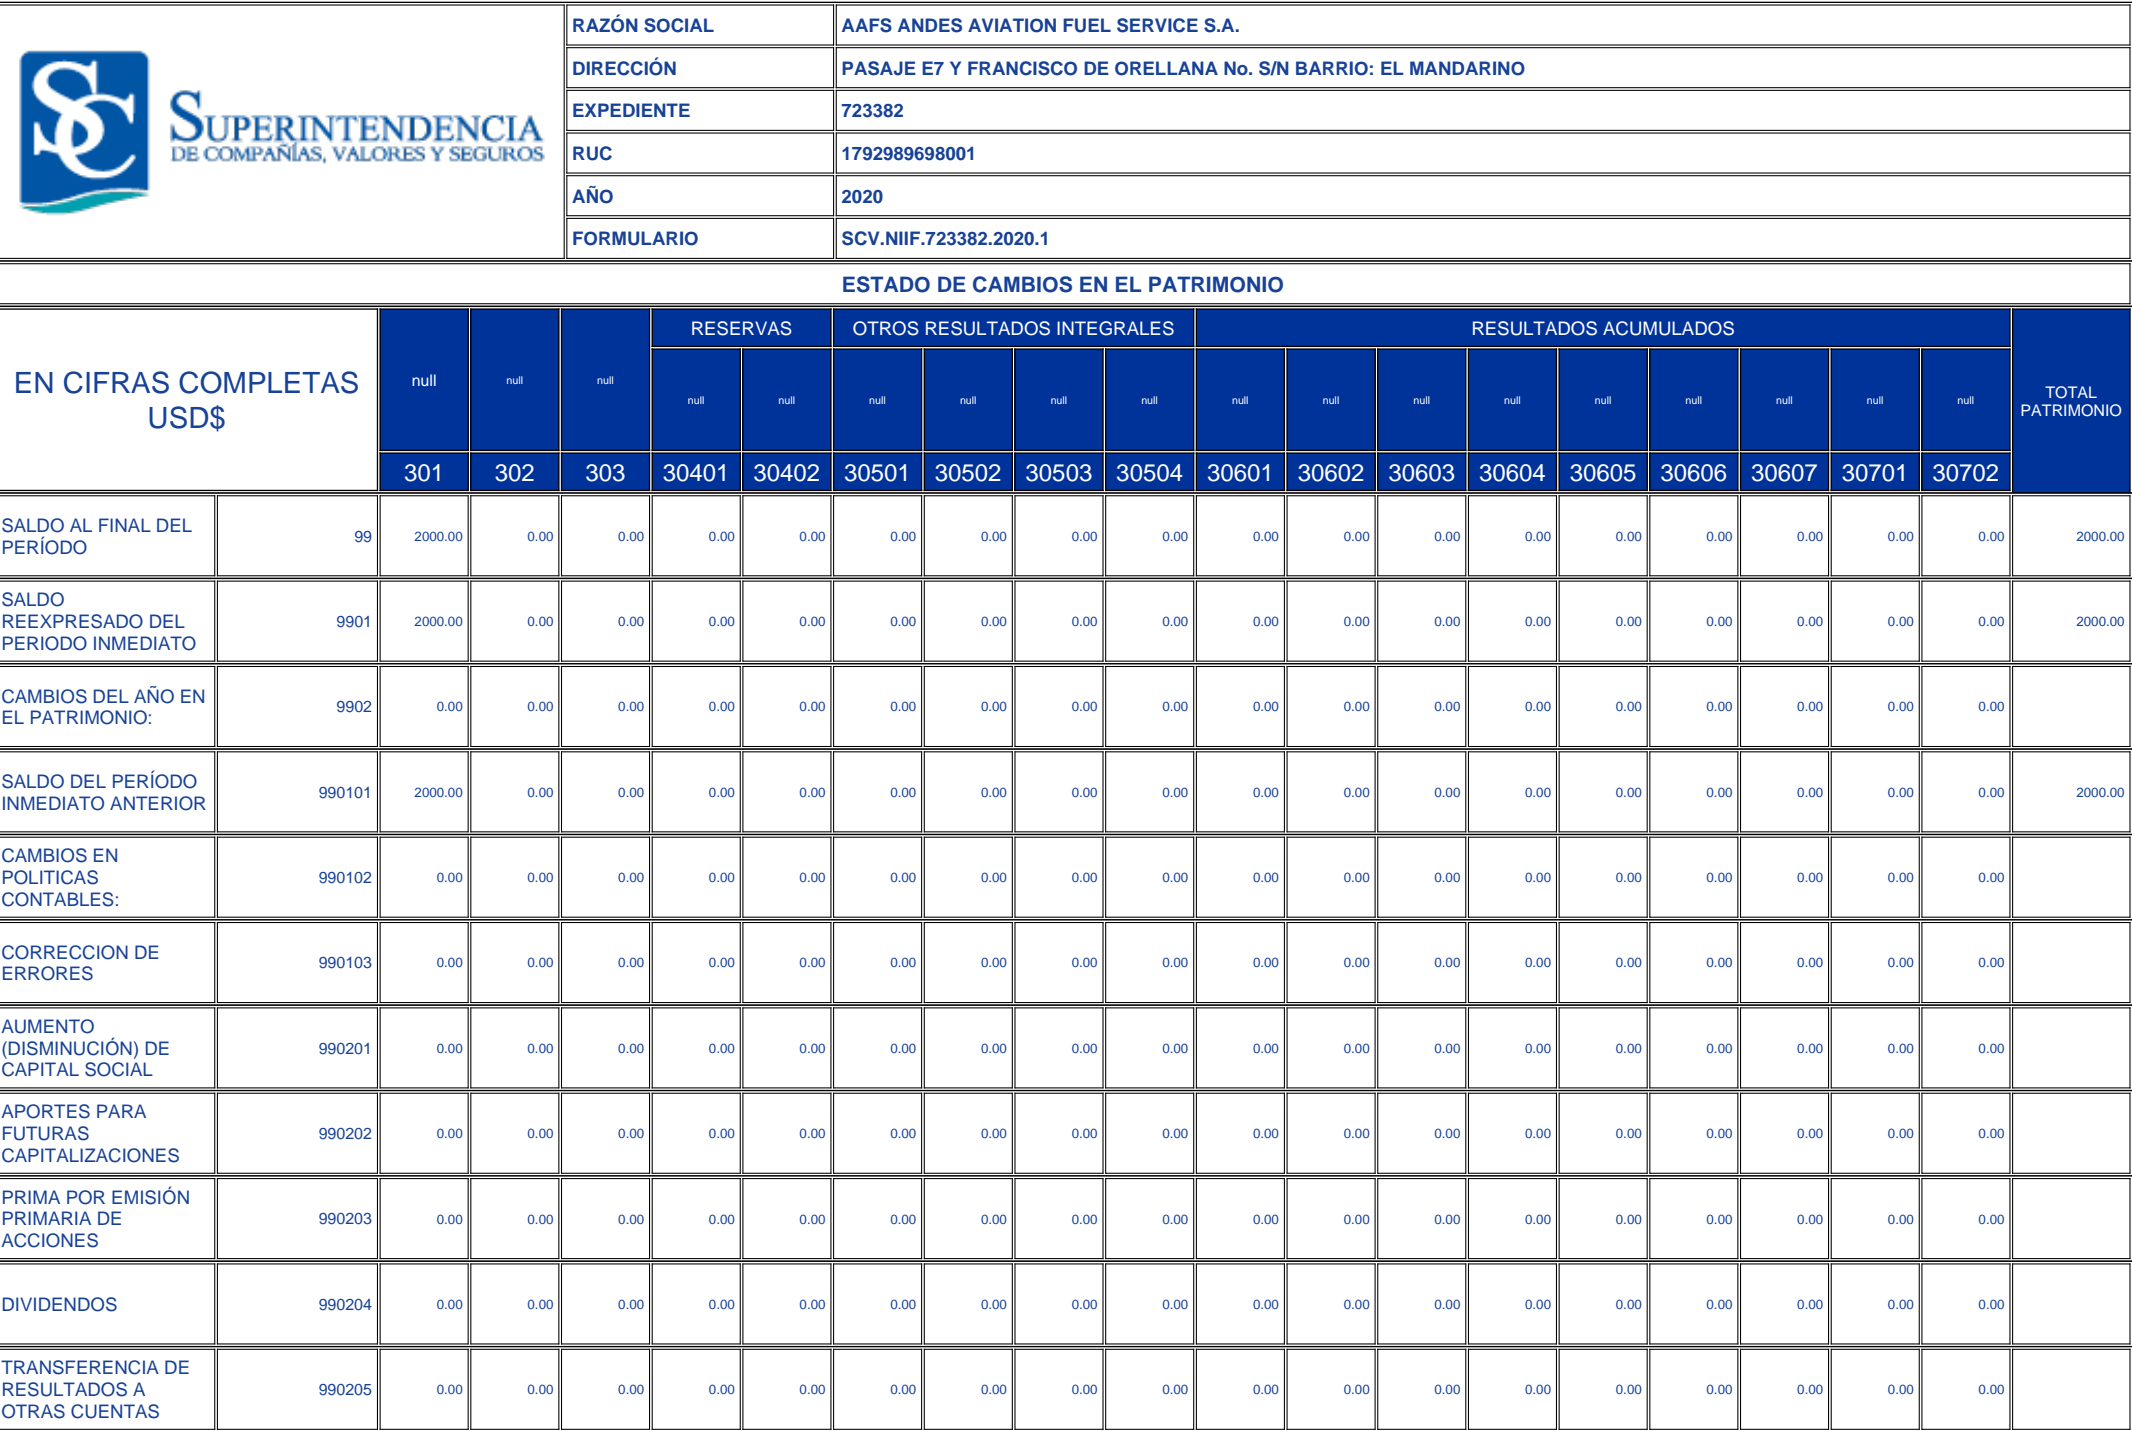 SC
SUPERINTENDENCIA
DE COMPAÑÍAS, VALORES Y SEGUROS
RAZÓN SOCIAL AAFS ANDES AVIATION FUEL SERVICE S.A.
DIRECCIÓN PASAJE E7 Y FRANCISCO DE ORELLANA No. S/N BARRIO: EL MANDARINO
EXPEDIENTE 723382
RUC 1792989698001
AÑO 2020
FORMULARIO SCV.NIIF.723382.2020.1
ESTADO DE CAMBIOS EN EL PATRIMONIO
EN CIFRAS COMPLETAS
USD$
RESERVAS OTROS RESULTADOS INTEGRALES RESULTADOS ACUMULADOS
null null null null null null null null null null null null null null null null null null
TOTAL
PATRIMONIO
301 302 303 30401 30402 30501 30502 30503 30504 30601 30602 30603 30604 30605 30606 30607 30701 30702
SALDO AL FINAL DEL
PERÍODO
99 2000.00 0.00 0.00 0.00 0.00 0.00 0.00 0.00 0.00 0.00 0.00 0.00 0.00 0.00 0.00 0.00 0.00 0.00 2000.00
SALDO
REEXPRESADO DEL
PERIODO INMEDIATO
9901 2000.00 0.00 0.00 0.00 0.00 0.00 0.00 0.00 0.00 0.00 0.00 0.00 0.00 0.00 0.00 0.00 0.00 0.00 2000.00
CAMBIOS DEL AÑO EN
EL PATRIMONIO:
9902 0.00 0.00 0.00 0.00 0.00 0.00 0.00 0.00 0.00 0.00 0.00 0.00 0.00 0.00 0.00 0.00 0.00 0.00
SALDO DEL PERÍODO
INMEDIATO ANTERIOR
990101 2000.00 0.00 0.00 0.00 0.00 0.00 0.00 0.00 0.00 0.00 0.00 0.00 0.00 0.00 0.00 0.00 0.00 0.00 2000.00
CAMBIOS EN
POLITICAS
CONTABLES:
990102 0.00 0.00 0.00 0.00 0.00 0.00 0.00 0.00 0.00 0.00 0.00 0.00 0.00 0.00 0.00 0.00 0.00 0.00
CORRECCION DE
ERRORES
990103 0.00 0.00 0.00 0.00 0.00 0.00 0.00 0.00 0.00 0.00 0.00 0.00 0.00 0.00 0.00 0.00 0.00 0.00
AUMENTO
(DISMINUCIÓN) DE
CAPITAL SOCIAL
990201 0.00 0.00 0.00 0.00 0.00 0.00 0.00 0.00 0.00 0.00 0.00 0.00 0.00 0.00 0.00 0.00 0.00 0.00
APORTES PARA
FUTURAS
CAPITALIZACIONES
990202 0.00 0.00 0.00 0.00 0.00 0.00 0.00 0.00 0.00 0.00 0.00 0.00 0.00 0.00 0.00 0.00 0.00 0.00
PRIMA POR EMISIÓN
PRIMARIA DE
ACCIONES
990203 0.00 0.00 0.00 0.00 0.00 0.00 0.00 0.00 0.00 0.00 0.00 0.00 0.00 0.00 0.00 0.00 0.00 0.00
DIVIDENDOS
990204 0.00 0.00 0.00 0.00 0.00 0.00 0.00 0.00 0.00 0.00 0.00 0.00 0.00 0.00 0.00 0.00 0.00 0.00
TRANSFERENCIA DE
RESULTADOS A
OTRAS CUENTAS
990205 0.00 0.00 0.00 0.00 0.00 0.00 0.00 0.00 0.00 0.00 0.00 0.00 0.00 0.00 0.00 0.00 0.00 0.00